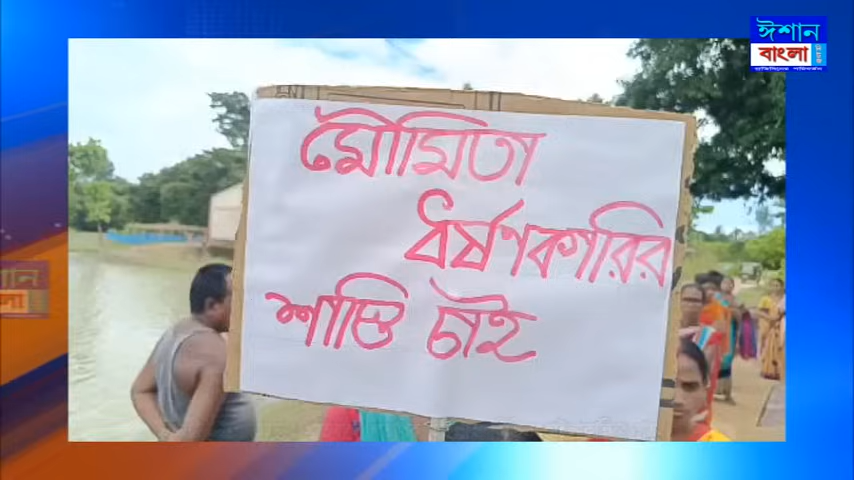 ঈশান
বাংলা
মৌমিতা
ধর্ষণকারির
শাস্তি চাই